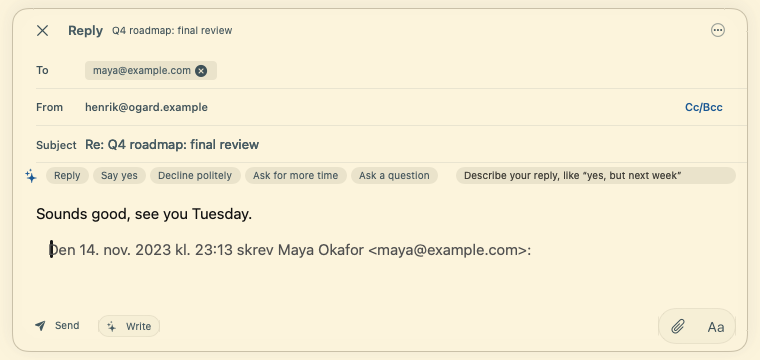 Reply Q4 roadmap: final review
To maya@example.com
From henrik@ogard.example Cc/Bcc
Subject Re: Q4 roadmap: final review
Reply Say yes Decline politely Ask for more time Ask a question Describe your reply, like “yes, but next week”
Sounds good, see you Tuesday.
Den 14. nov. 2023 kl. 23:13 skrev Maya Okafor <maya@example.com>:
Send Write Aa